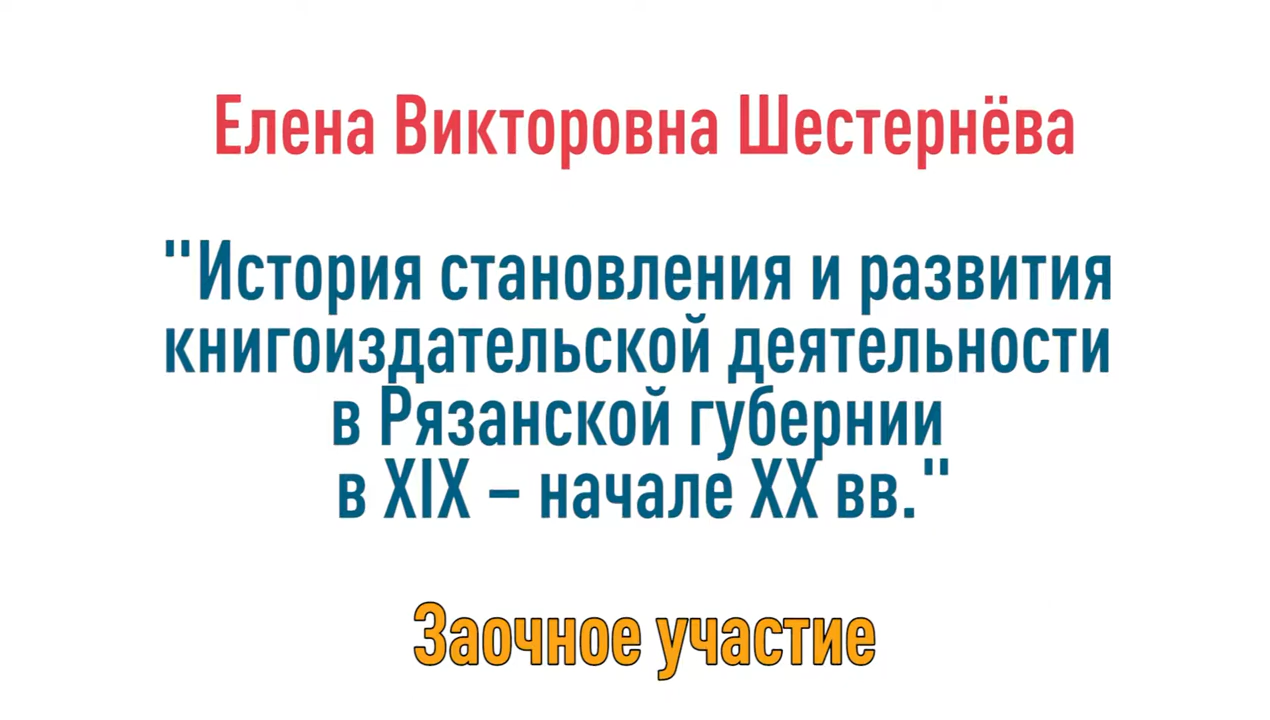 Елена Викторовна Шестернёва
"История становления и развития
книгоиздательской деятельности
в Рязанской губернии
в XIX – начале XX вв."
Заочное участие